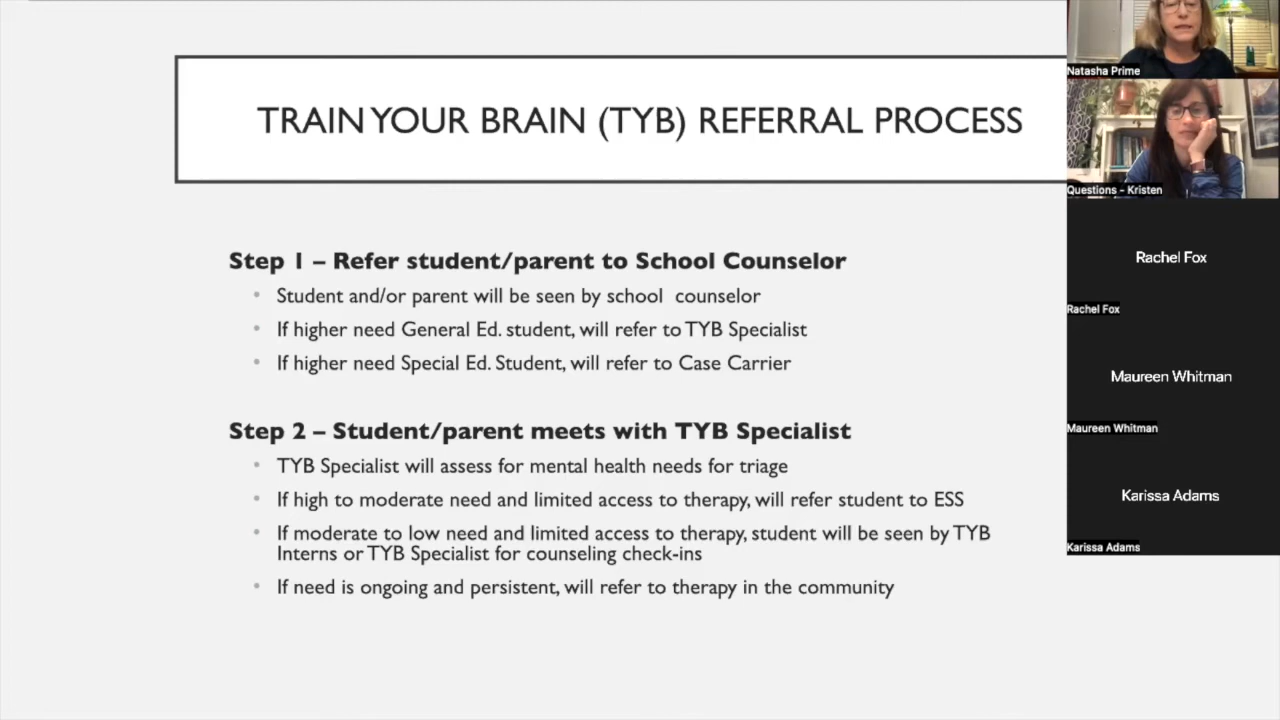 TRAIN YOUR BRAIN (TYB) REFERRAL PROCESS
Step 1 – Refer student/parent to School Counselor
• Student and/or parent will be seen by school counselor
• If higher need General Ed. student, will refer to TYB Specialist
• If higher need Special Ed. Student, will refer to Case Carrier
Step 2 – Student/parent meets with TYB Specialist
• TYB Specialist will assess for mental health needs for triage
• If high to moderate need and limited access to therapy, will refer student to ESS
• If moderate to low need and limited access to therapy, student will be seen by TYB
Interns or TYB Specialist for counseling check-ins
• If need is ongoing and persistent, will refer to therapy in the community
Natasha Prime
Questions - Kristen
Rachel Fox
Rachel Fox
Maureen Whitman
Maureen Whitman
Karissa Adams
Karissa Adams